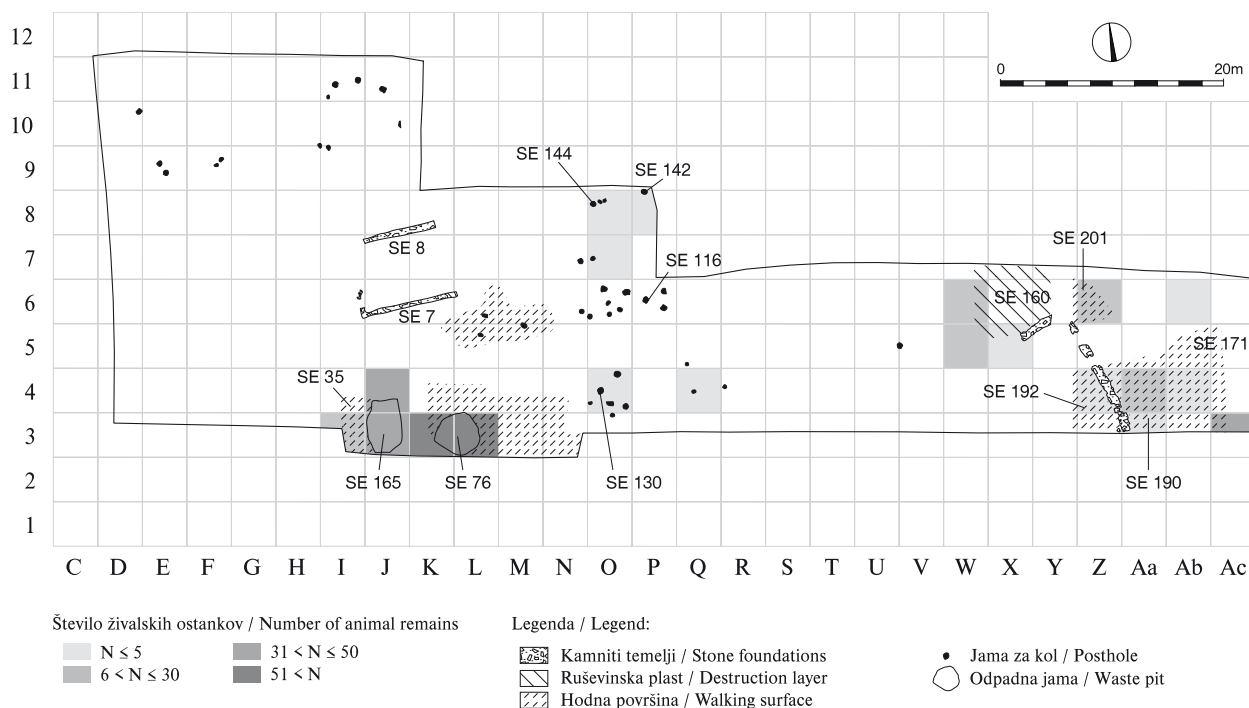 12
11
10
9
8
7
6
5
4
3
2
1
0 20m
SE 144
SE 142
SE 8
SE 116
SE 201
SE 7
SE 160
SE 171
SE 35
SE 192
SE 165
SE 76
SE 130
SE 190
C D E F G H I J K L M N O P Q R S T U V W X Y Z Aa Ab Ac
Število živalskih ostankov / Number of animal remains
N ≤ 5
6 < N ≤ 30
31 < N ≤ 50
51 < N
Legenda / Legend:
Kamniti temelji / Stone foundations
Ruševinska plast / Destruction layer
Hodna površina / Walking surface
Jama za kol / Posthole
Odpadna jama / Waste pit